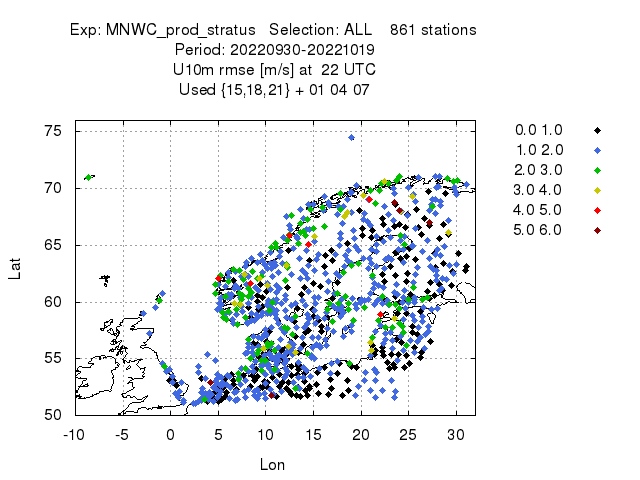 Exp: MNWC_prod_stratus   Selection: ALL    861 stations
Period: 20220930-20221019
U10m rmse [m/s] at  22 UTC
Used {15,18,21} + 01 04 07
75
70
65
60
55
50
-10 -5 0 5 10 15 20 25 30
Lat
Lon
0.0 1.0
1.0 2.0
2.0 3.0
3.0 4.0
4.0 5.0
5.0 6.0